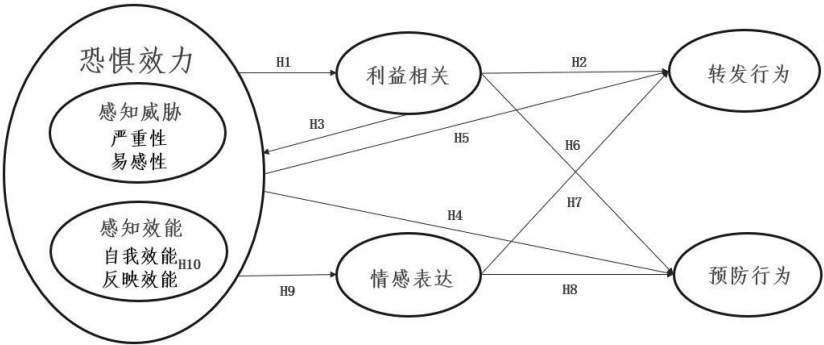 恐惧效力
感知威胁
严重性
易感性
感知效能
自我效能
H10
反映效能
H1
利益相关
H2
转发行为
H3
H5
H6
H7
H4
H9
情感表达
H8
预防行为